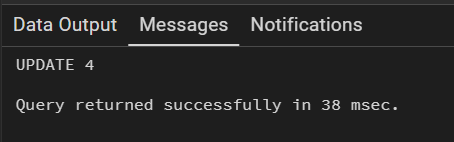 Data Output Messages Notifications
UPDATE 4
Query returned successfully in 38 msec.